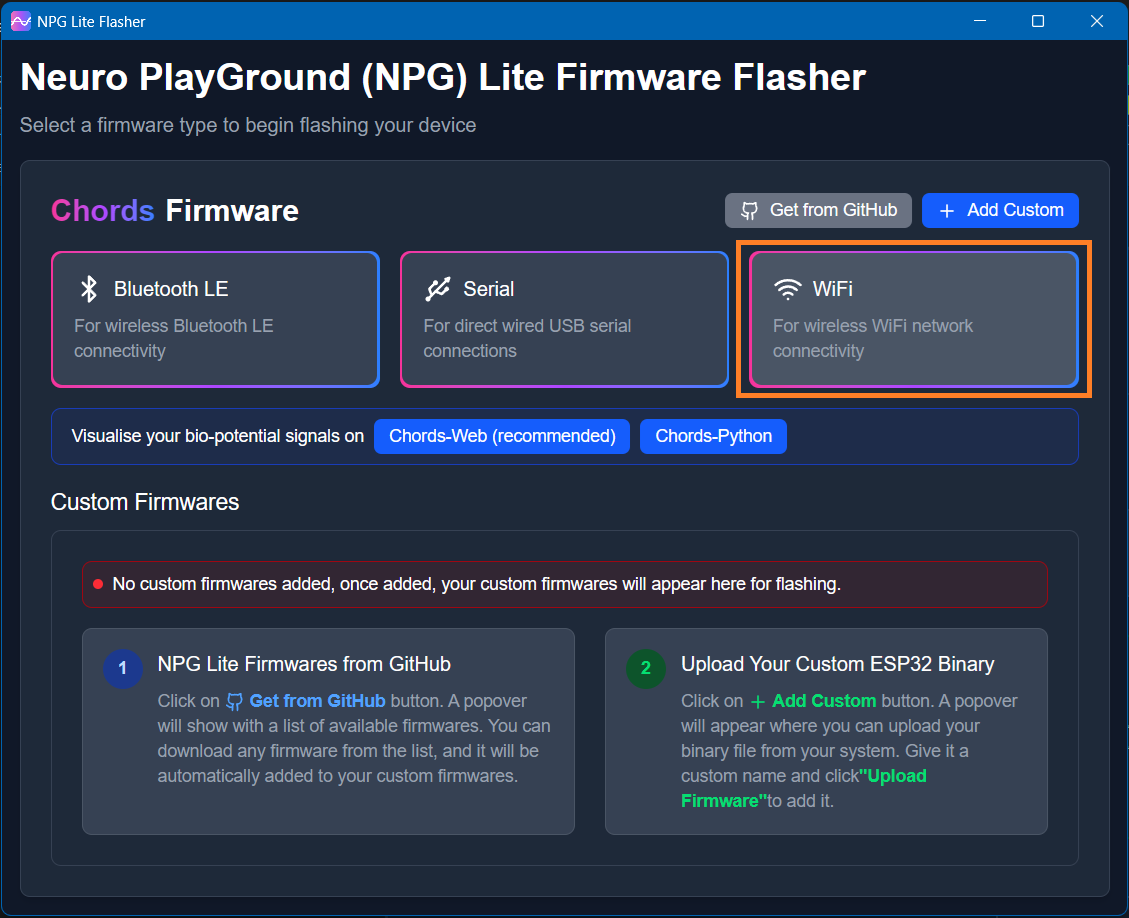 NPG Lite Flasher
Neuro PlayGround (NPG) Lite Firmware Flasher
Select a firmware type to begin flashing your device
Chords Firmware
Get from GitHub
+ Add Custom
Bluetooth LE
For wireless Bluetooth LE
connectivity
Serial
For direct wired USB serial
connections
WiFi
For wireless WiFi network
connectivity
Visualise your bio-potential signals on
Chords-Web (recommended)
Chords-Python
Custom Firmwares
No custom firmwares added, once added, your custom firmwares will appear here for flashing.
1
NPG Lite Firmwares from GitHub
Click on Get from GitHub button. A popover
will show with a list of available firmwares. You can
download any firmware from the list, and it will be
automatically added to your custom firmwares.
2
Upload Your Custom ESP32 Binary
Click on + Add Custom button. A popover
will appear where you can upload your
binary file from your system. Give it a
custom name and click"Upload
Firmware"to add it.